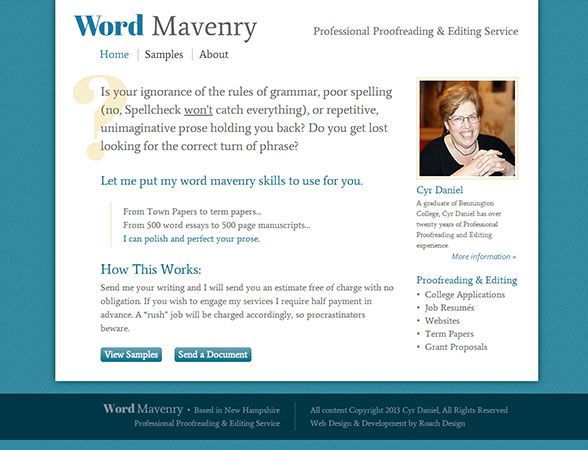 Word Mavenry
Professional Proofreading & Editing Service
Home Samples About
?
Is your ignorance of the rules of grammar, poor spelling
(no, Spellcheck won't catch everything), or repetitive,
unimaginative prose holding you back? Do you get lost
looking for the correct turn of phrase?
Let me put my word mavenry skills to use for you.
From Town Papers to term papers...
From 500 word essays to 500 page manuscripts...
I can polish and perfect your prose.
How This Works:
Send me your writing and I will send you an estimate free of charge with no
obligation. If you wish to engage my services I require half payment in
advance. A “rush” job will be charged accordingly, so procrastinators
beware.
View Samples Send a Document
Cyr Daniel
A graduate of Bennington
College, Cyr Daniel has over
twenty years of Professional
Proofreading and Editing
experience.
More information »
Proofreading & Editing
• College Applications
• Job Resumés
• Websites
• Term Papers
• Grant Proposals
Word Mavenry • Based in New Hampshire
Professional Proofreading & Editing Service
All content Copyright 2013 Cyr Daniel, All Rights Reserved
Web Design & Development by Roach Design